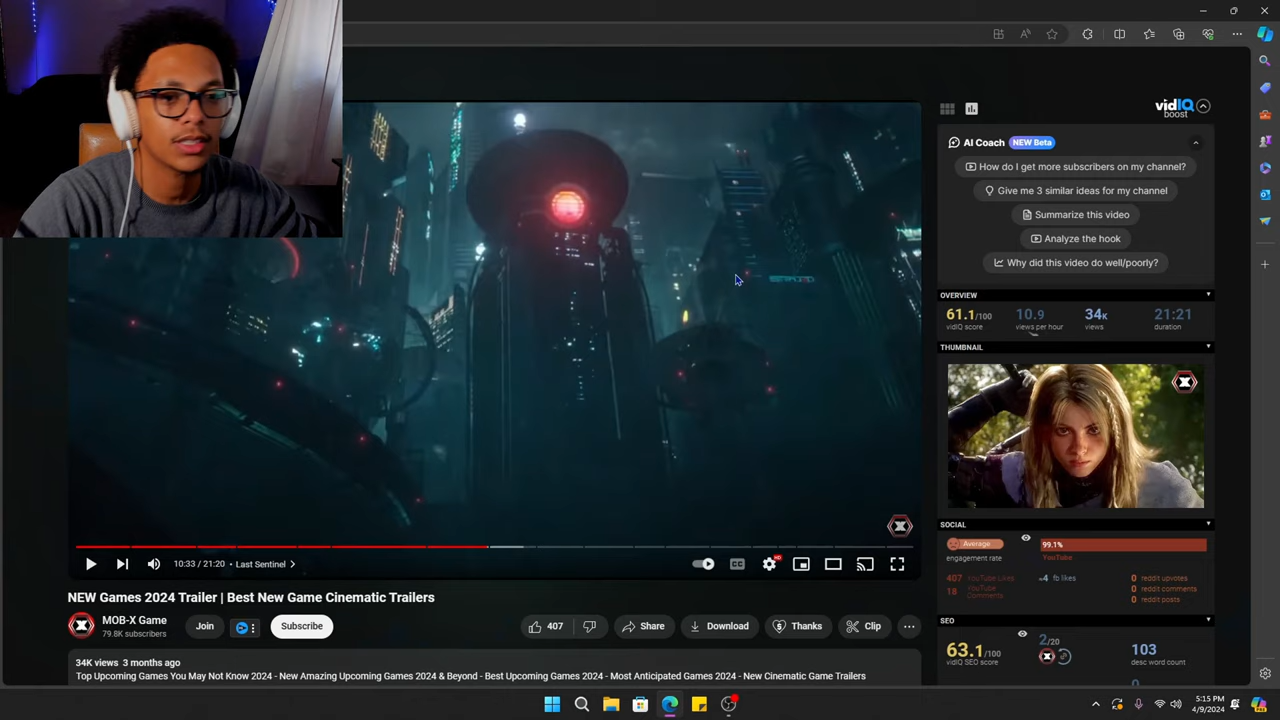 vidIQ
boost
AI Coach NEW Beta
How do I get more subscribers on my channel?
Give me 3 similar ideas for my channel
Summarize this video
Analyze the hook
Why did this video do well/poorly?
OVERVIEW
61.1/100 10.9 34K 21:21
vidIQ score views per hour views duration
THUMBNAIL
SOCIAL
Average 99.1%
engagement rate YouTube
407 YouTube Likes 4 fb likes 0 reddit upvotes
18 YouTube Comments 0 reddit comments
0 reddit posts
SEO
63.1/100 2/20 103
vidIQ SEO score desc word count
10:33 / 21:20 • Last Sentinel
HD
NEW Games 2024 Trailer | Best New Game Cinematic Trailers
MOB-X Game
79.8K subscribers
Join
Subscribe
407
Share
Download
Thanks
Clip
34K views 3 months ago
Top Upcoming Games You May Not Know 2024 - New Amazing Upcoming Games 2024 & Beyond - Best Upcoming Games 2024 - Most Anticipated Games 2024 - New Cinematic Game Trailers
5:15 PM
4/9/2024